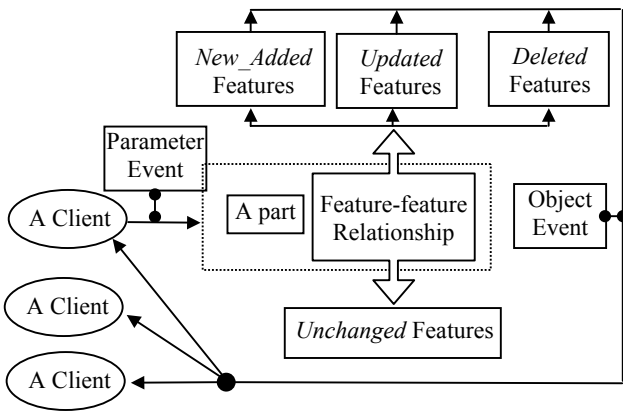 New_Added
Features
Updated
Features
Deleted
Features
Parameter
Event
A Client
A part
Feature-feature
Relationship
Object
Event
A Client
Unchanged Features
A Client